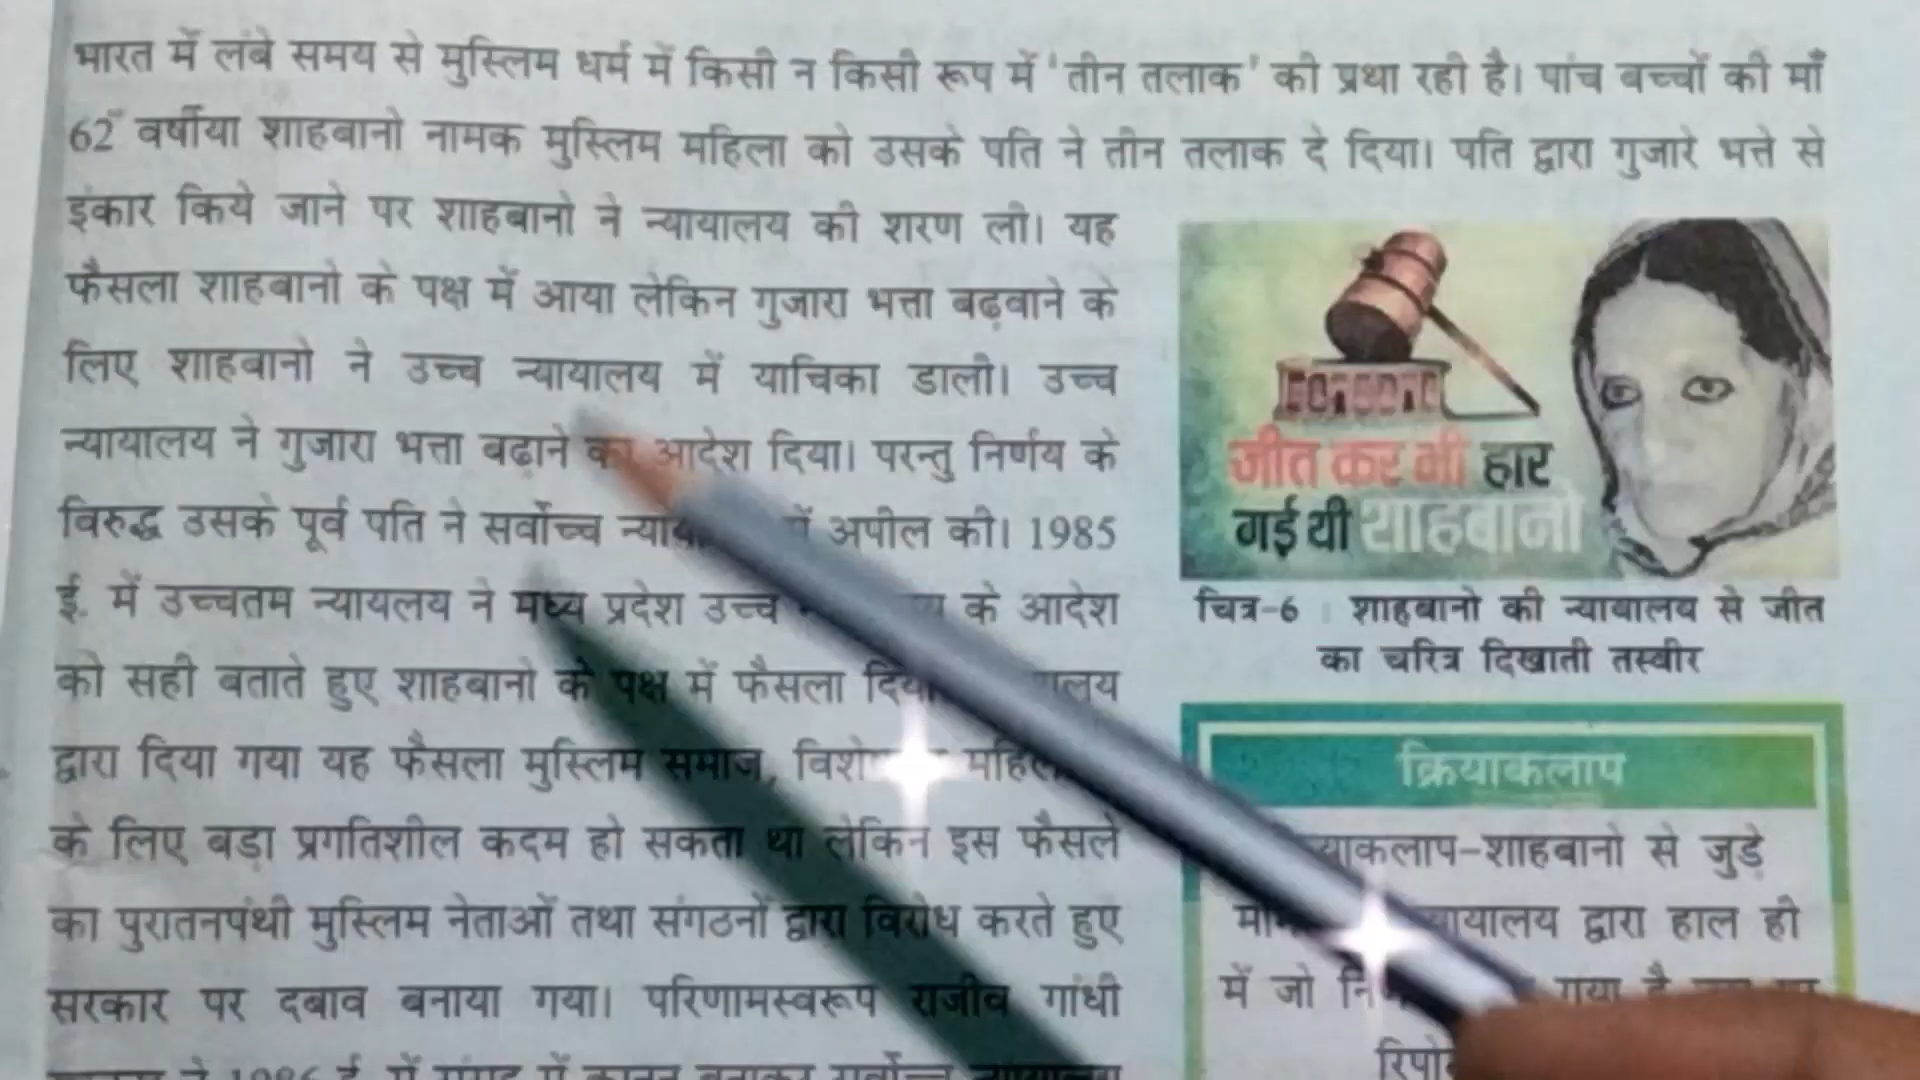 भारत में लंबे समय से मुस्लिम धर्म में किसी न किसी रूप में 'तीन तलाक' की प्रथा रही है। पांच बच्चों की माँ
62 वर्षीया शाहबानो नामक मुस्लिम महिला को उसके पति ने तीन तलाक दे दिया। पति द्वारा गुजारे भत्ते से
इंकार किये जाने पर शाहबानो ने न्यायालय की शरण ली। यह
फैसला शाहबानो के पक्ष में आया लेकिन गुजारा भत्ता बढ़वाने के
लिए शाहबानो ने उच्च न्यायालय में याचिका डाली। उच्च
न्यायालय ने गुजारा भत्ता बढ़ाने का आदेश दिया। परन्तु निर्णय के
विरुद्ध उसके पूर्व पति ने सर्वोच्च में अपील की। 1985
ई. में उच्चतम न्यायलय ने मध्य प्रदेश उच्च के आदेश
को सही बताते हुए शाहबानो के पक्ष में फैसला
द्वारा दिया गया यह फैसला मुस्लिम समाज,
के लिए बड़ा प्रगतिशील कदम हो सकता था लेकिन इस फैसले
का पुरातनपंथी मुस्लिम नेताओं तथा संगठनों द्वारा विरोध करते हुए
सरकार पर दबाव बनाया गया। परिणामस्वरूप राजीव गांधी
जीत कर भी हार
गई थी शाहबानो
चित्र-6 : शाहबानो की न्यायालय से जीत
का चरित्र दिखाती तस्वीर
क्रियाकलाप
शाहबानो से जुड़े
द्वारा हाल ही
में जो